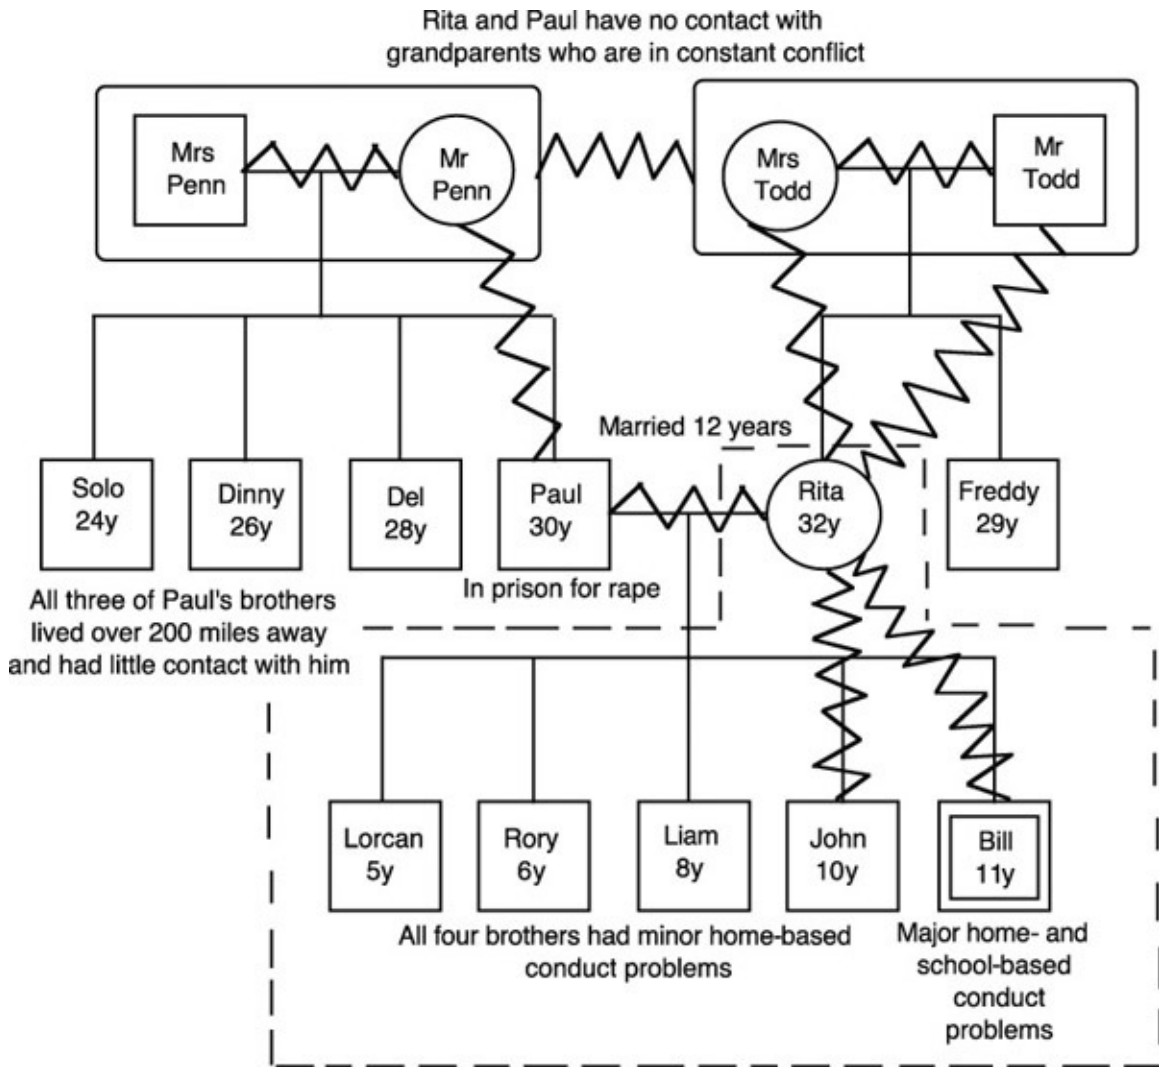 Rita and Paul have no contact with
grandparents who are in constant conflict
Mrs
Penn
Mr
Penn
Mrs
Todd
Mr
Todd
Married 12 years
Solo
24y
Dinny
26y
Del
28y
Paul
30y
Rita
32y
Freddy
29y
In prison for rape
All three of Paul's brothers
lived over 200 miles away
and had little contact with him
Lorcan
5y
Rory
6y
Liam
8y
John
10y
Bill
11y
All four brothers had minor home-based
conduct problems
Major home- and
school-based
conduct
problems